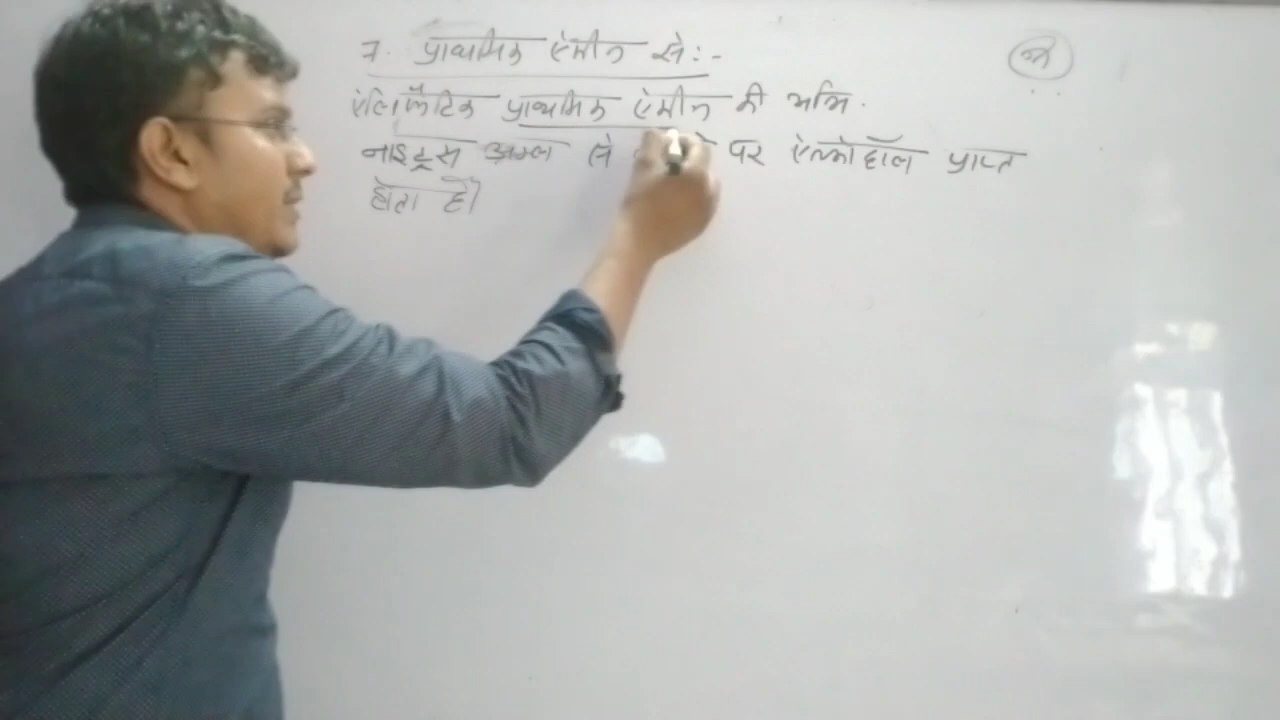 7. प्राथमिक ऐमीन से:-
ऐलिफैटिक प्राथमिक ऐमीन की अभि.
नाइट्रस अम्ल से पर ऐल्कोहॉल प्राप्त
होता है।